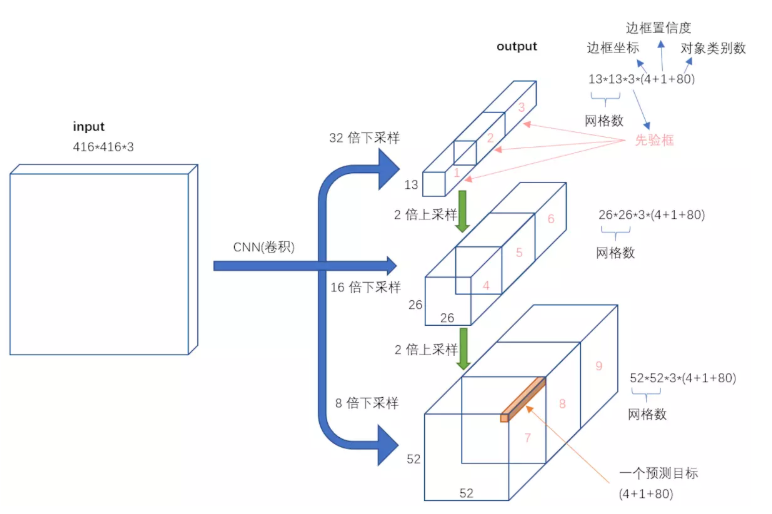 output
边框置信度
边框坐标
对象类别数
13*13*3*(4+1+80)
网格数
先验框
input
416*416*3
32 倍下采样
3
2
1
13
2 倍上采样
CNN(卷积)
16 倍下采样
6
5
4
26
26
26*26*3*(4+1+80)
网格数
2 倍上采样
8 倍下采样
9
8
7
52
52
52*52*3*(4+1+80)
网格数
一个预测目标
(4+1+80)